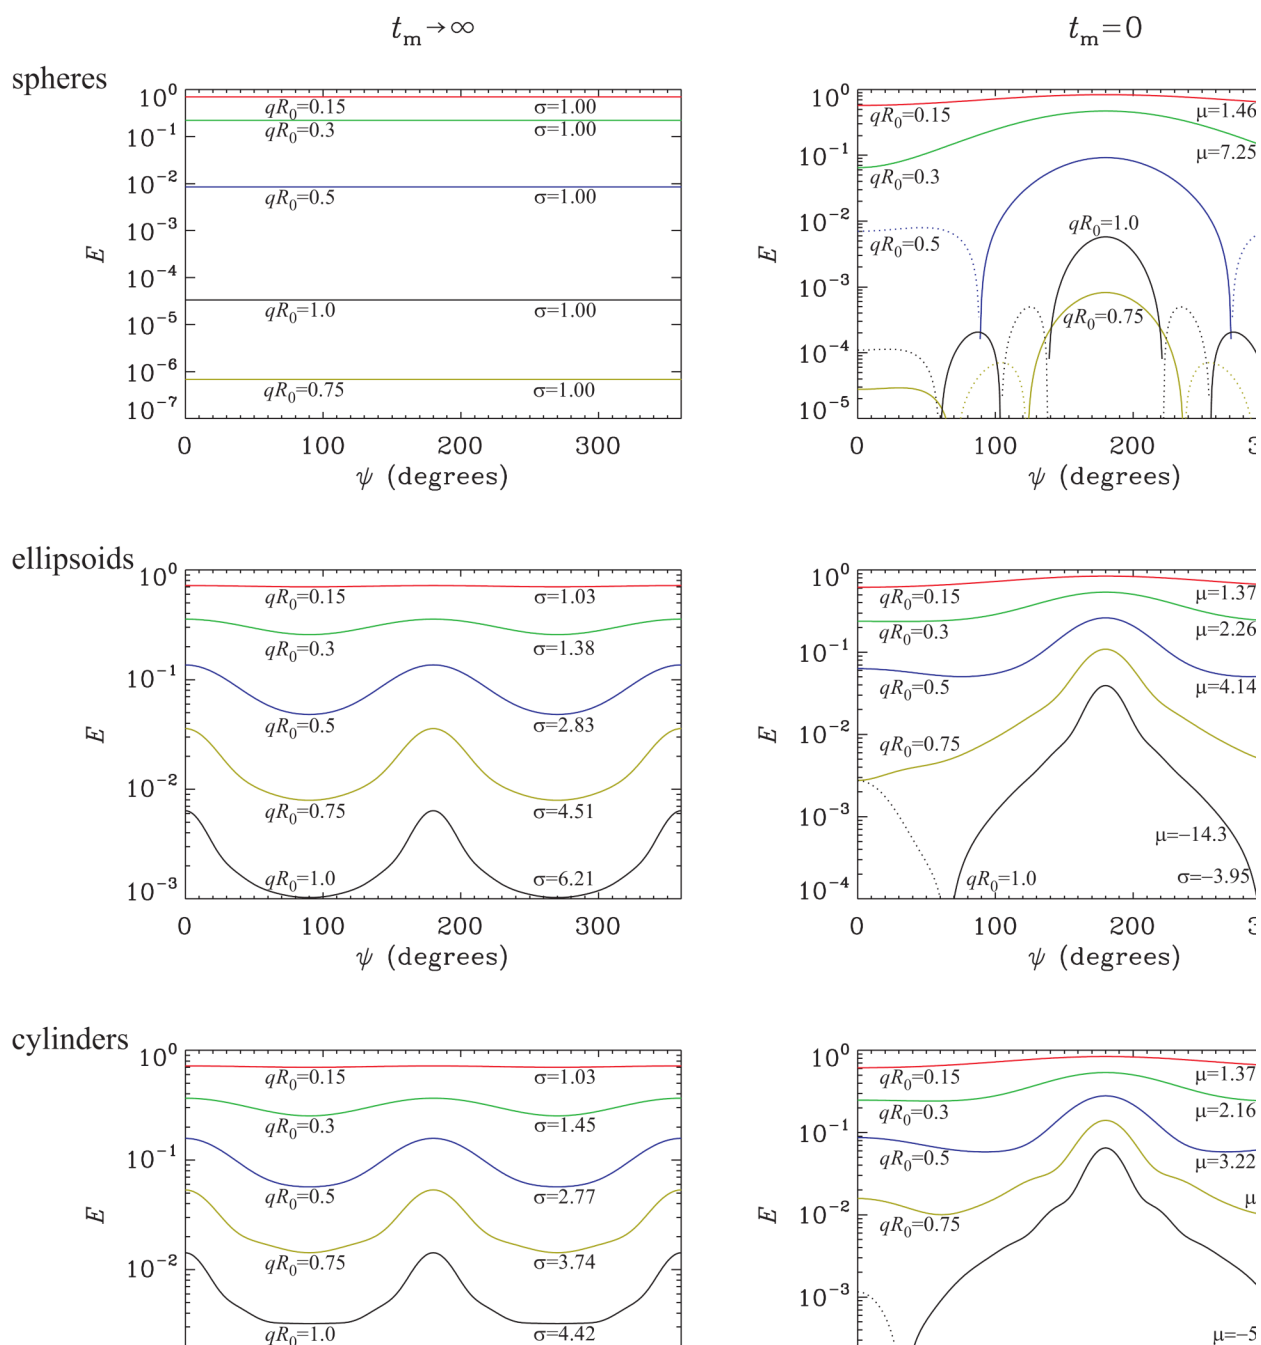 t_m→∞
t_m=0
spheres
10^0
10^-1
10^-2
10^-3
10^-4
10^-5
10^-6
10^-7
E
qR_0=0.15 σ=1.00
qR_0=0.3 σ=1.00
qR_0=0.5 σ=1.00
qR_0=1.0 σ=1.00
qR_0=0.75 σ=1.00
0 100 200 300
ψ (degrees)
10^0
10^-1
10^-2
10^-3
10^-4
10^-5
E
qR_0=0.15 μ=1.46
μ=7.25
qR_0=0.3
qR_0=1.0
qR_0=0.5
qR_0=0.75
0 100 200
ψ (degrees)
ellipsoids
10^0
10^-1
10^-2
10^-3
E
qR_0=0.15 σ=1.03
qR_0=0.3 σ=1.38
qR_0=0.5 σ=2.83
qR_0=0.75 σ=4.51
qR_0=1.0 σ=6.21
0 100 200 300
ψ (degrees)
10^0
10^-1
10^-2
10^-3
10^-4
E
qR_0=0.15 μ=1.37
qR_0=0.3 μ=2.26
qR_0=0.5 μ=4.14
qR_0=0.75
μ=−14.3
qR_0=1.0 σ=−3.95
0 100 200
ψ (degrees)
cylinders
10^0
10^-1
10^-2
E
qR_0=0.15 σ=1.03
qR_0=0.3 σ=1.45
qR_0=0.5 σ=2.77
qR_0=0.75 σ=3.74
qR_0=1.0 σ=4.42
10^0
10^-1
10^-2
10^-3
E
qR_0=0.15 μ=1.37
qR_0=0.3 μ=2.16
qR_0=0.5 μ=3.22
μ
qR_0=0.75
μ=−5